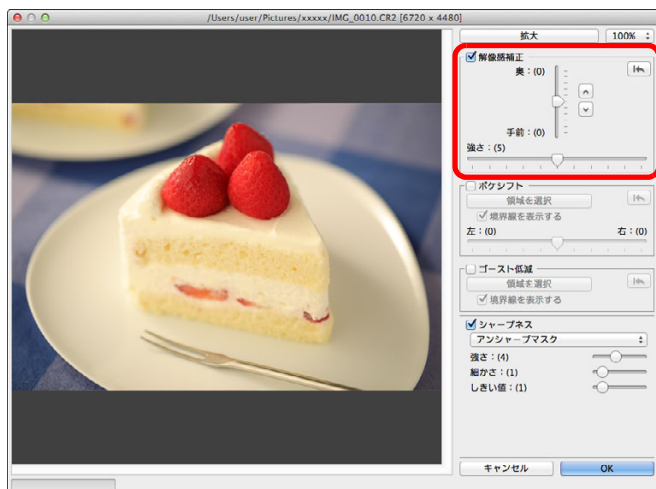 /Users/user/Pictures/xxxxx/IMG_0010.CR2 [6720 x 4480]
拡大
100%
解像感補正
奥：(0)
手前：(0)
強さ：(5)
ボケシフト
領域を選択
境界線を表示する
左：(0) 右：(0)
ゴースト低減
領域を選択
境界線を表示する
シャープネス
アンシャープマスク
強さ：(4)
細かさ：(1)
しきい値：(1)
キャンセル
OK